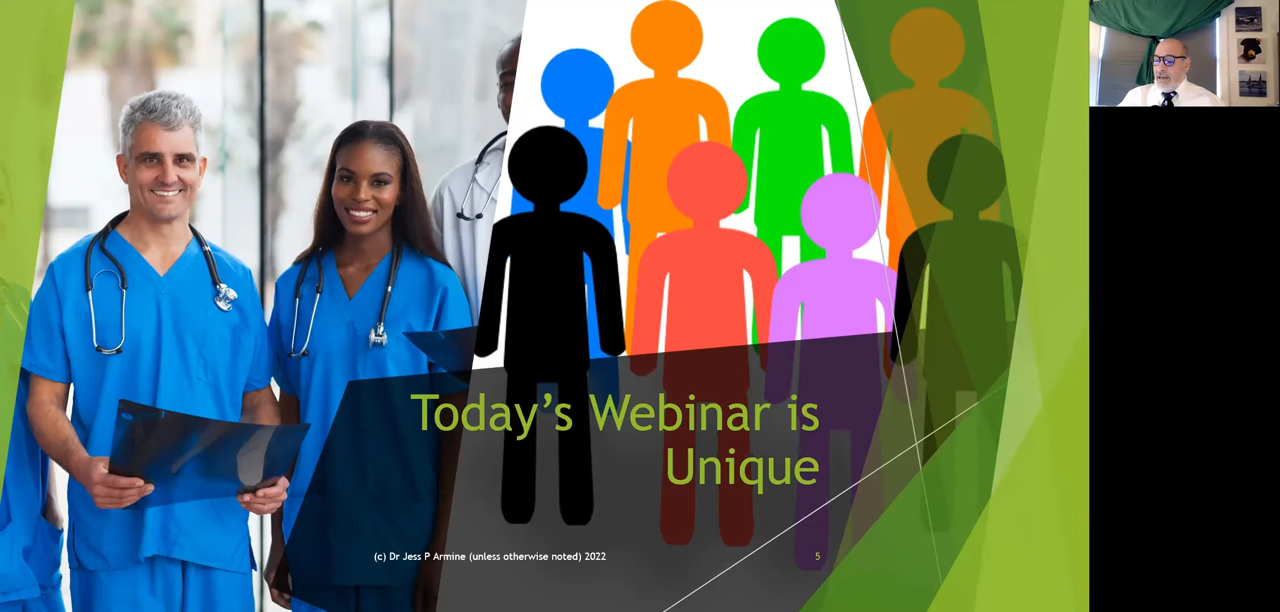 Today’s Webinar is
Unique
(c) Dr Jess P Armine (unless otherwise noted) 2022
5